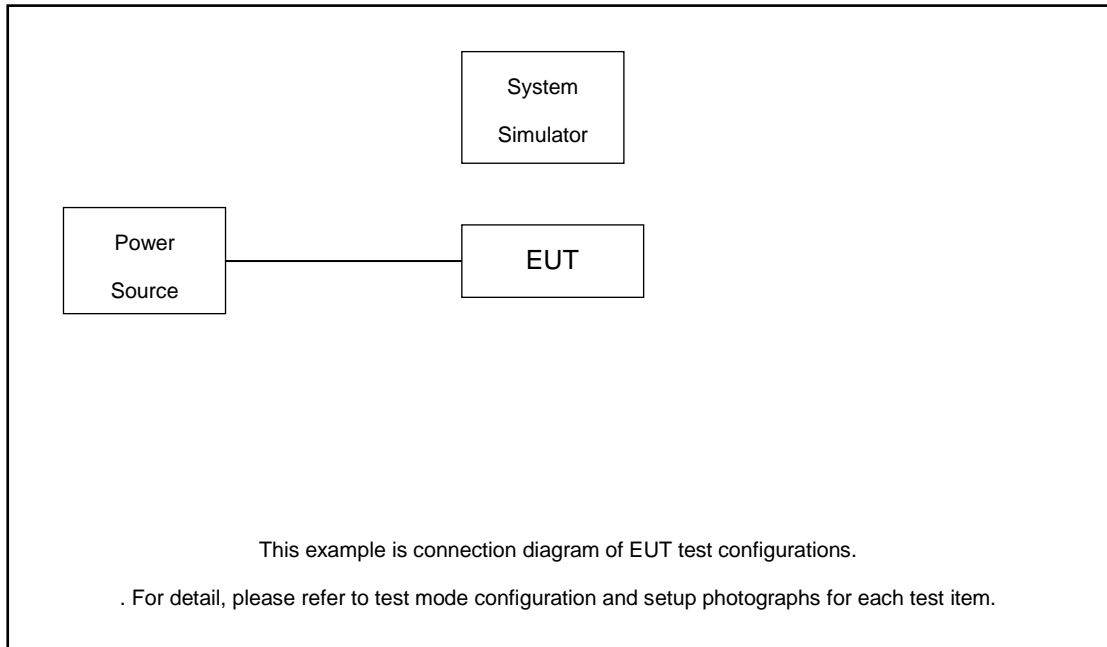 System
Simulator
Power
Source
EUT
This example is connection diagram of EUT test configurations.
. For detail, please refer to test mode configuration and setup photographs for each test item.